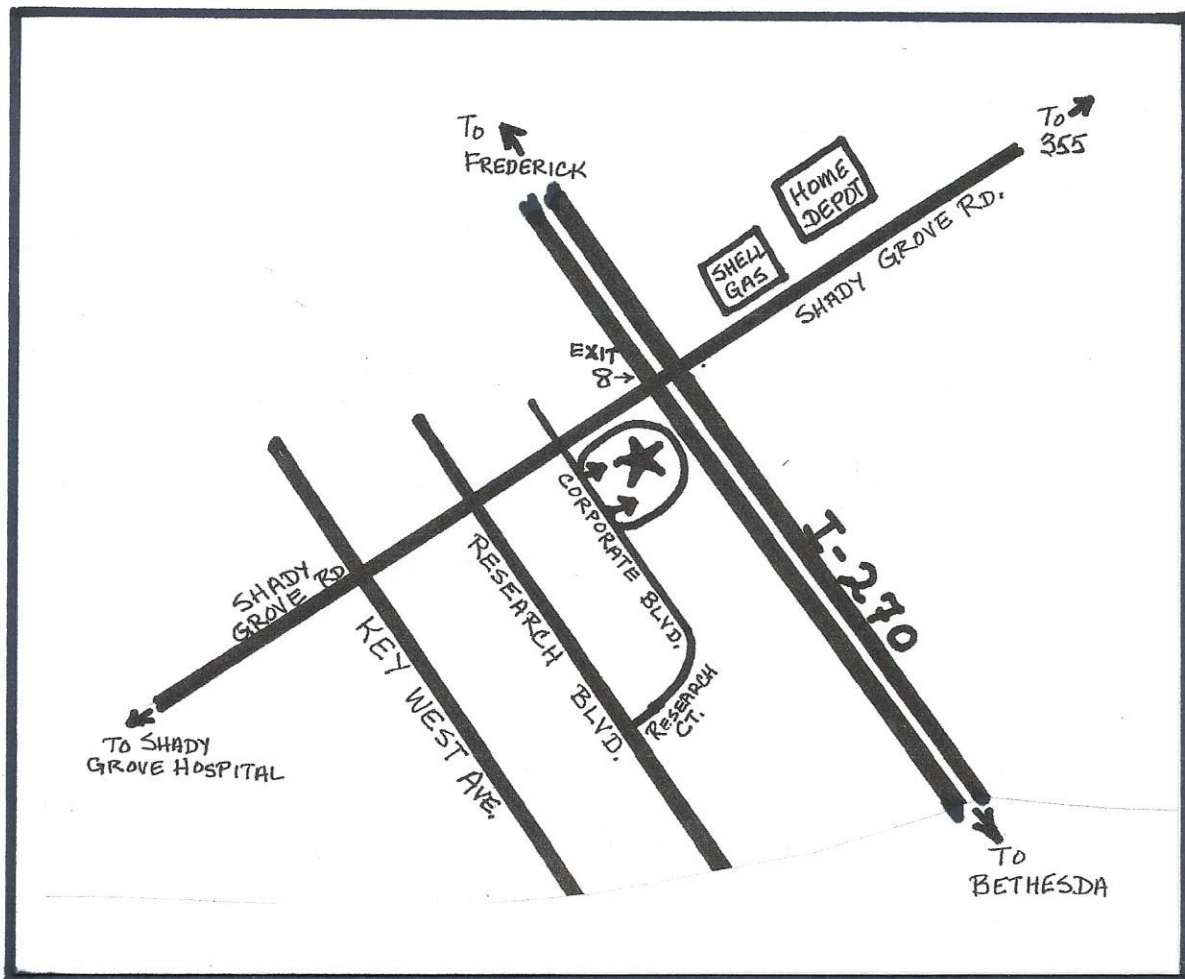 To
FREDERICK
To
355
HOME
DEPOT
SHELL
GAS
SHADY GROVE RD.
EXIT
8
CORPORATE BLVD.
I-270
RESEARCH BLVD.
RESEARCH
CT.
SHADY
GROVE RD
KEY WEST AVE.
TO SHADY
GROVE HOSPITAL
To
BETHESDA